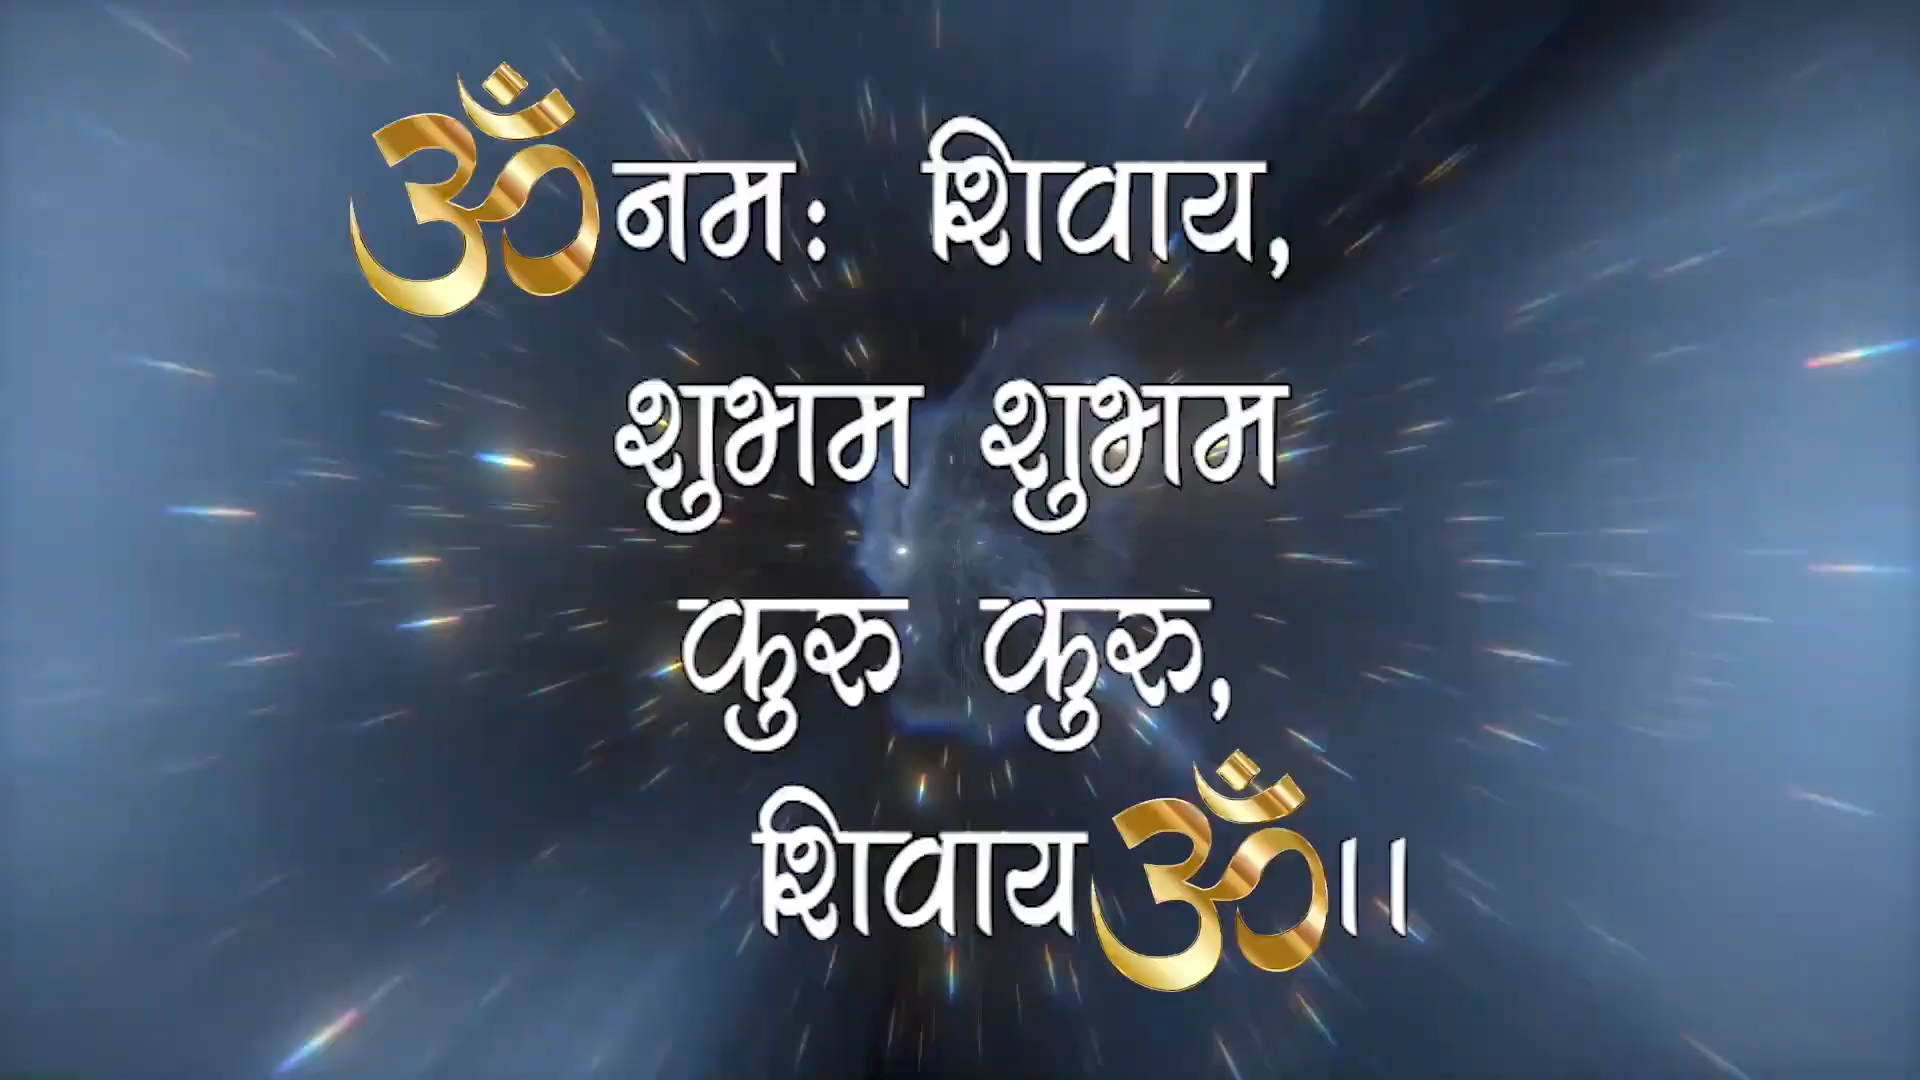 ॐ नमः शिवाय,
शुभम शुभम
कुरु कुरु,
शिवाय ॐ।।